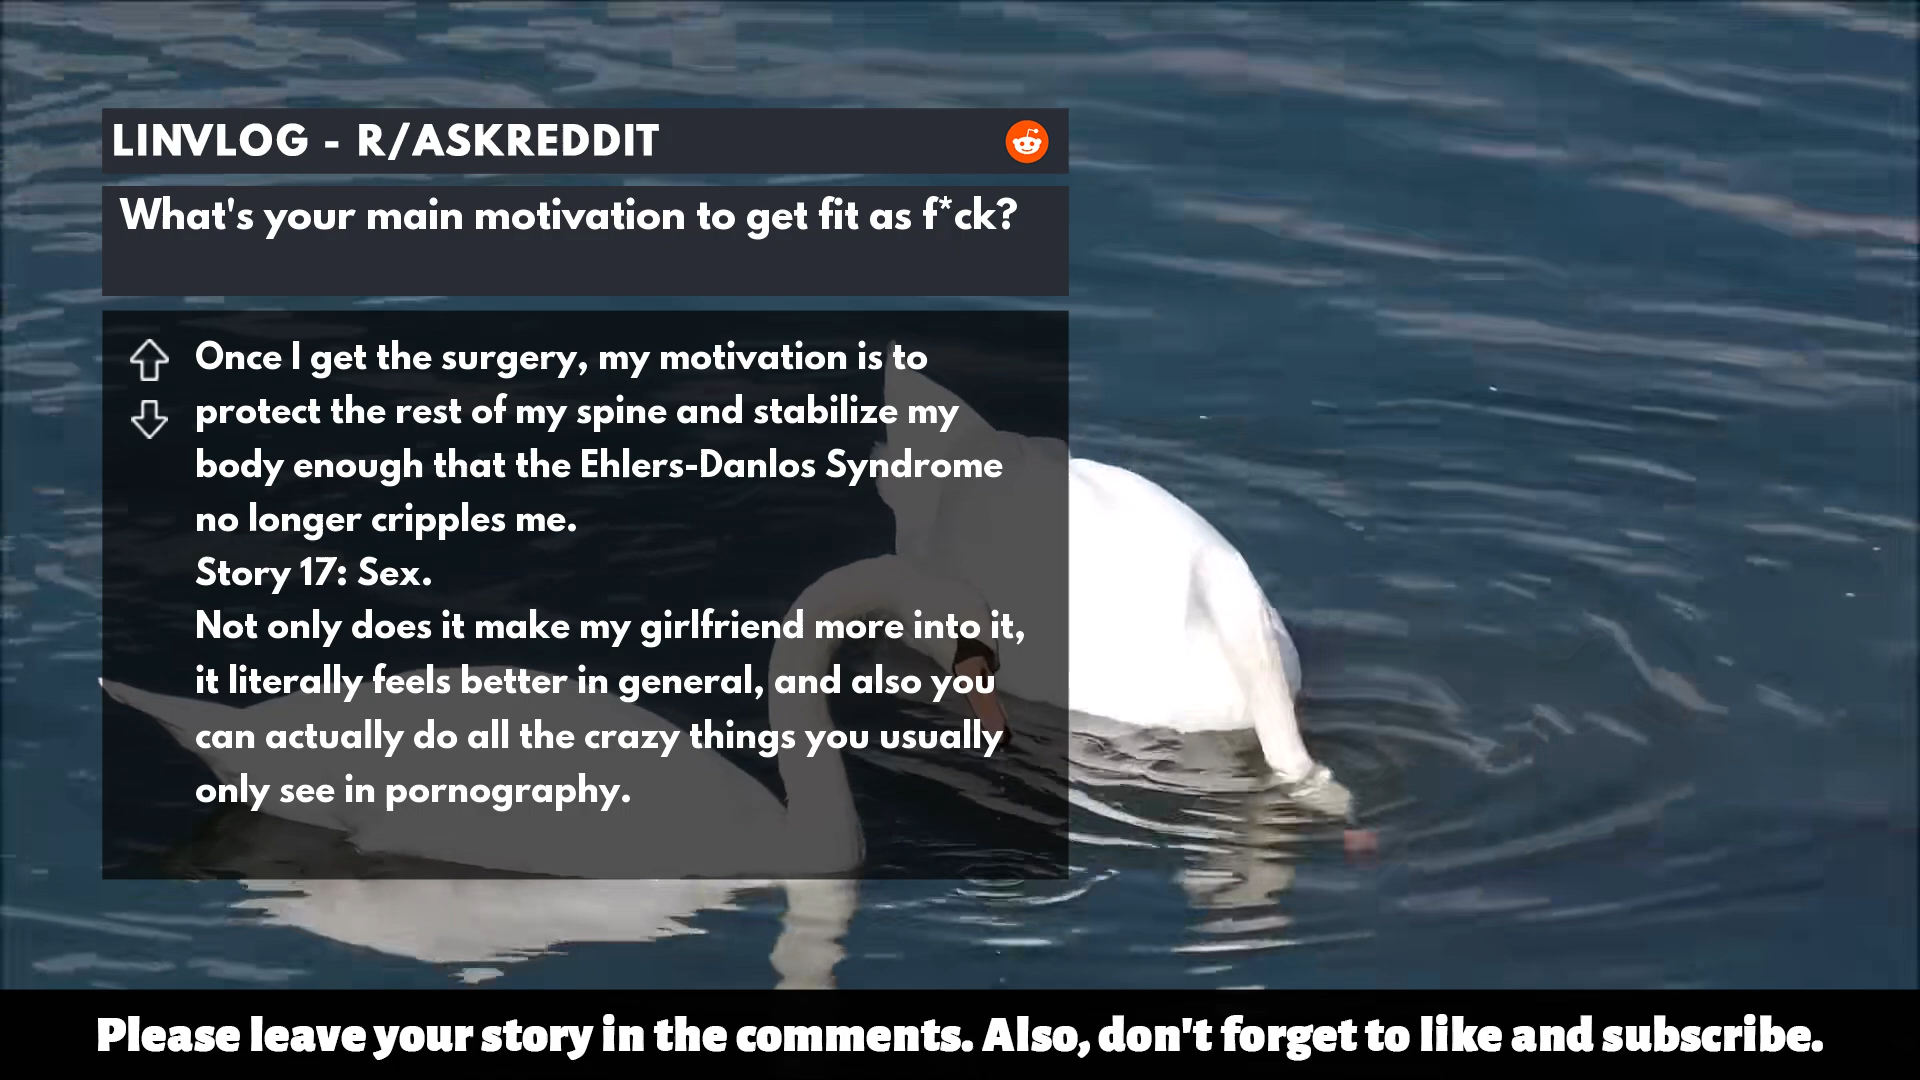 LINVLOG - R/ASKREDDIT
What's your main motivation to get fit as f*ck?
Once I get the surgery, my motivation is to
protect the rest of my spine and stabilize my
body enough that the Ehlers-Danlos Syndrome
no longer cripples me.
Story 17: Sex.
Not only does it make my girlfriend more into it,
it literally feels better in general, and also you
can actually do all the crazy things you usually
only see in pornography.
Please leave your story in the comments. Also, don't forget to like and subscribe.